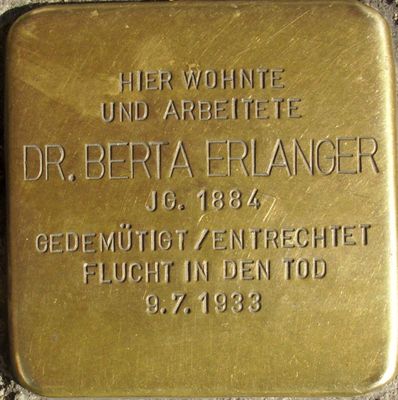 HIER WOHNTE
UND ARBEITETE
DR. BERTA ERLANGER
JG. 1884
GEDEMÜTIGT/ENTRECHTET
FLUCHT IN DEN TOD
9.7.1933